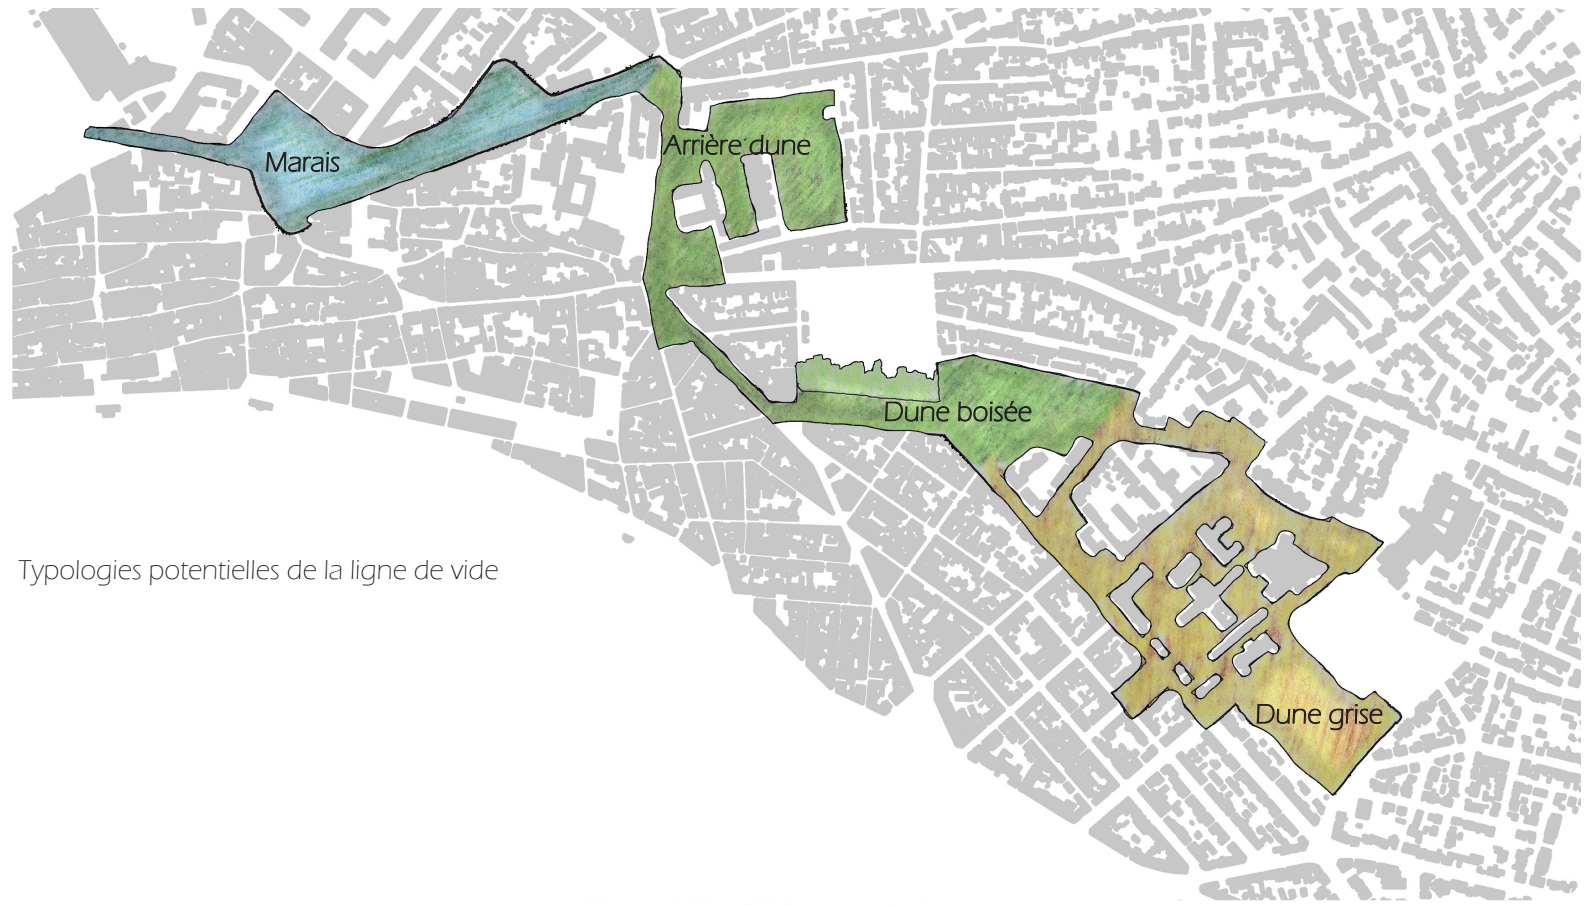 Marais
Arrière dune
Dune boisée
Typologies potentielles de la ligne de vide
Dune grise